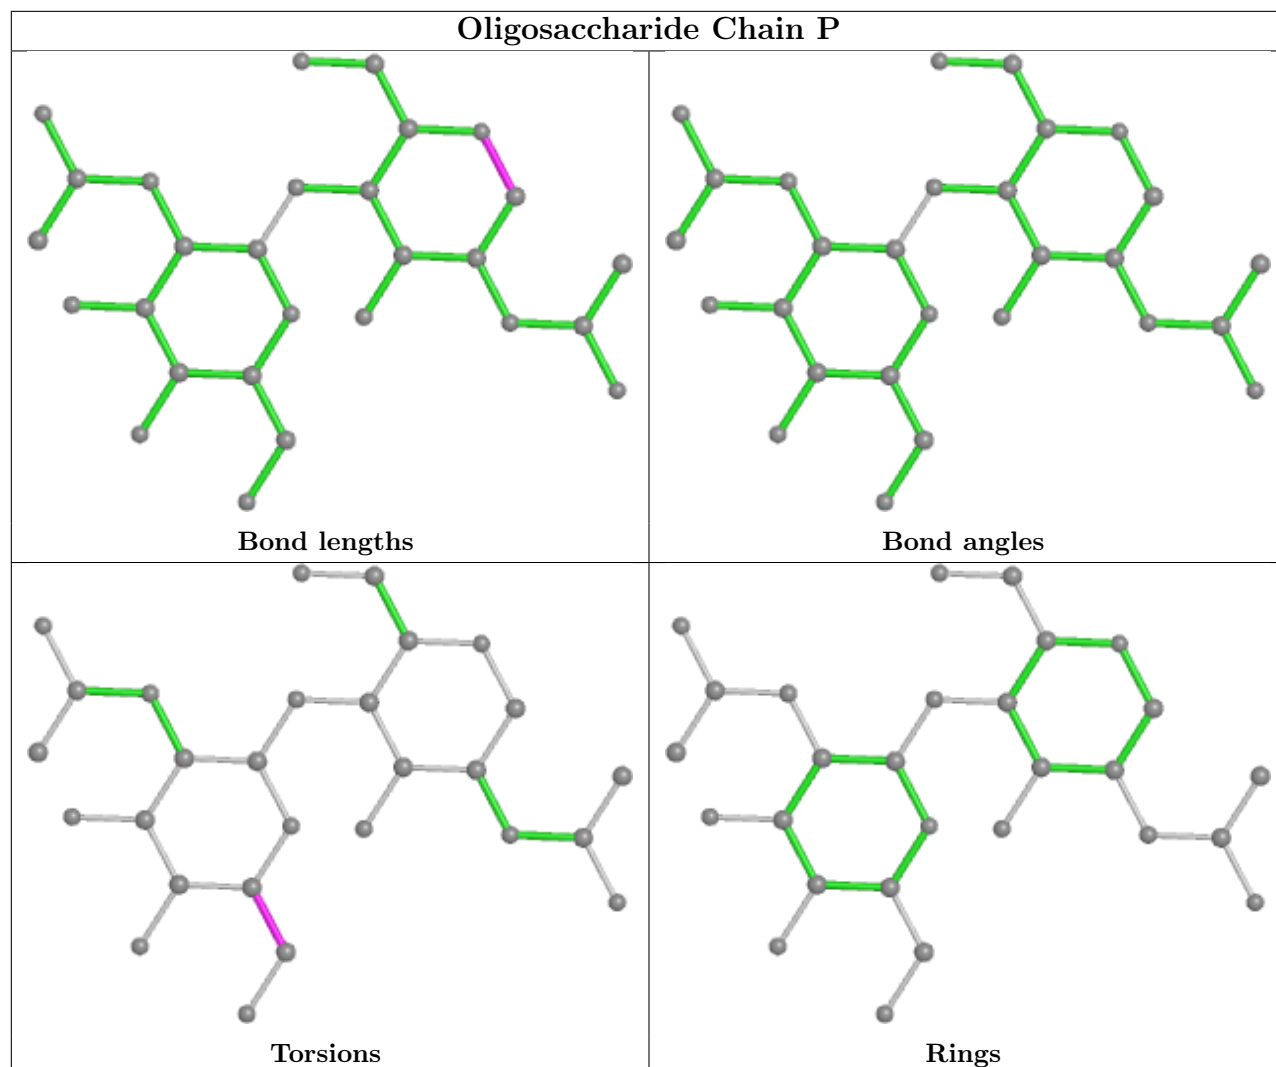 Oligosaccharide Chain P
Bond lengths
Bond angles
Torsions
Rings